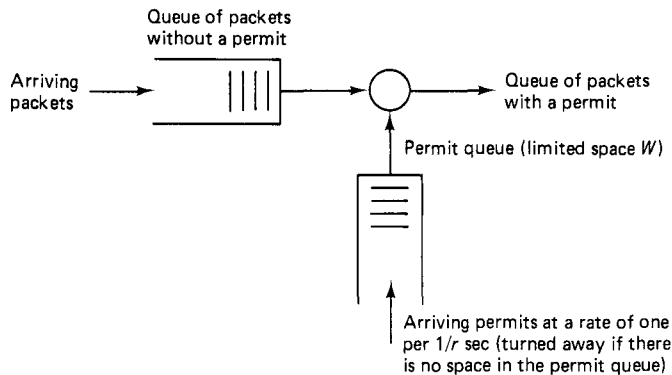 Queue of packets
without a permit
Arriving
packets
Queue of packets
with a permit
Permit queue (limited space W)
Arriving permits at a rate of one
per 1/r sec (turned away if there
is no space in the permit queue)